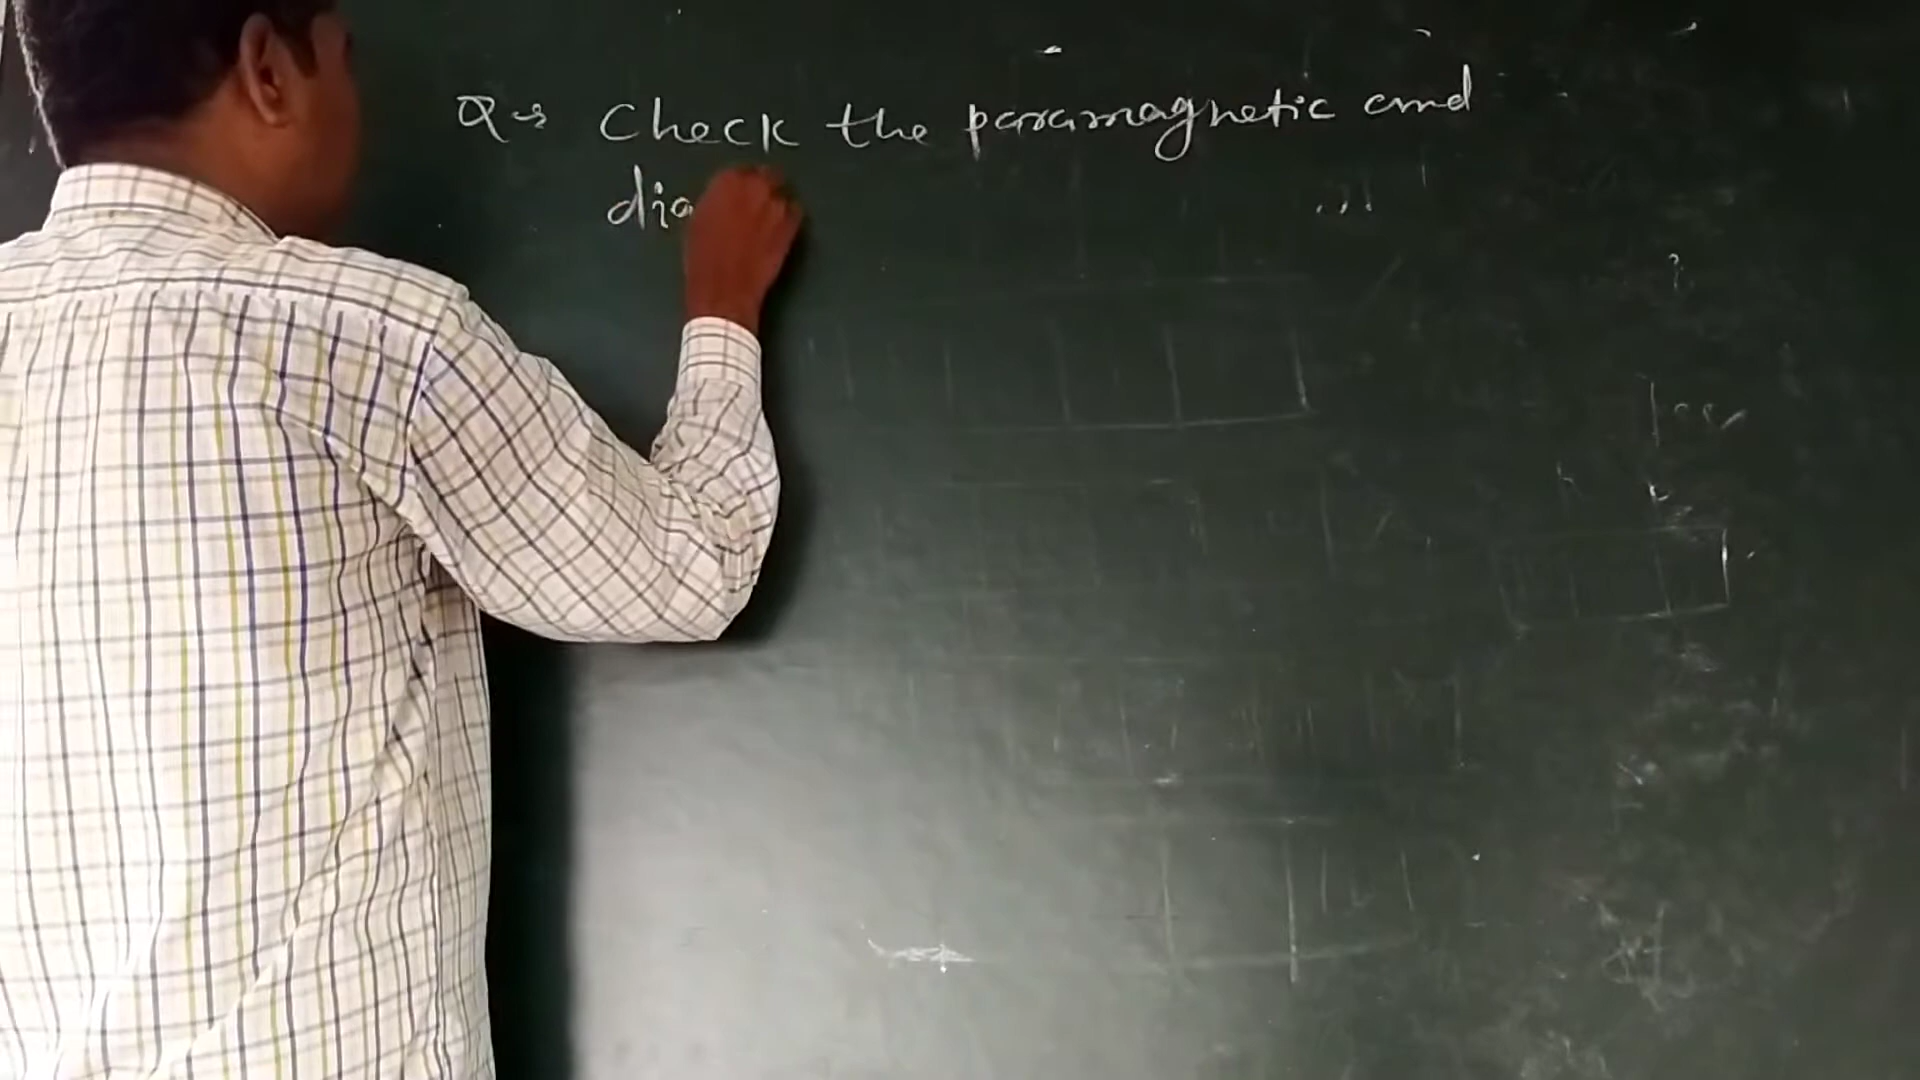 Q→ Check the paramagnetic and
dia